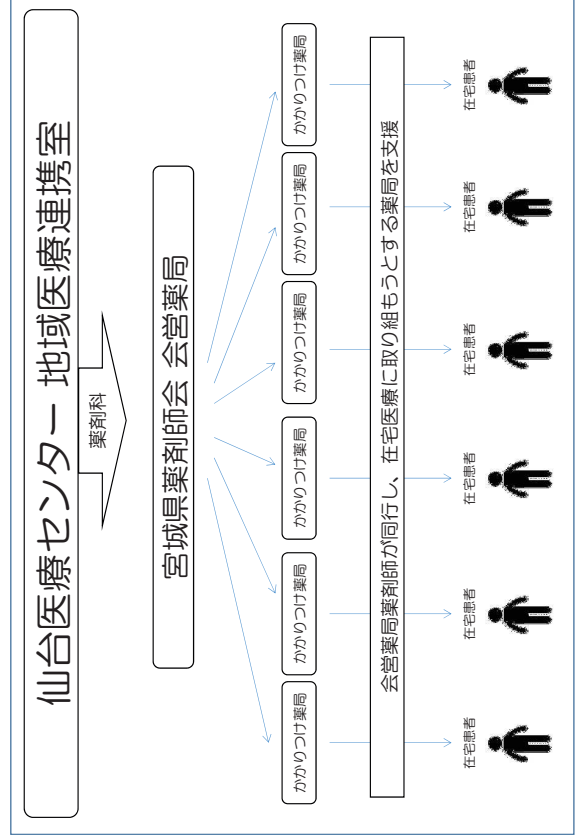 仙台医療センター 地域医療連携室
薬剤科
宮城県薬剤師会 会営薬局
かかりつけ薬局
かかりつけ薬局
かかりつけ薬局
かかりつけ薬局
かかりつけ薬局
かかりつけ薬局
会営薬局薬剤師が同行し、在宅医療に取り組もうとする薬局を支援
在宅患者
在宅患者
在宅患者
在宅患者
在宅患者
在宅患者